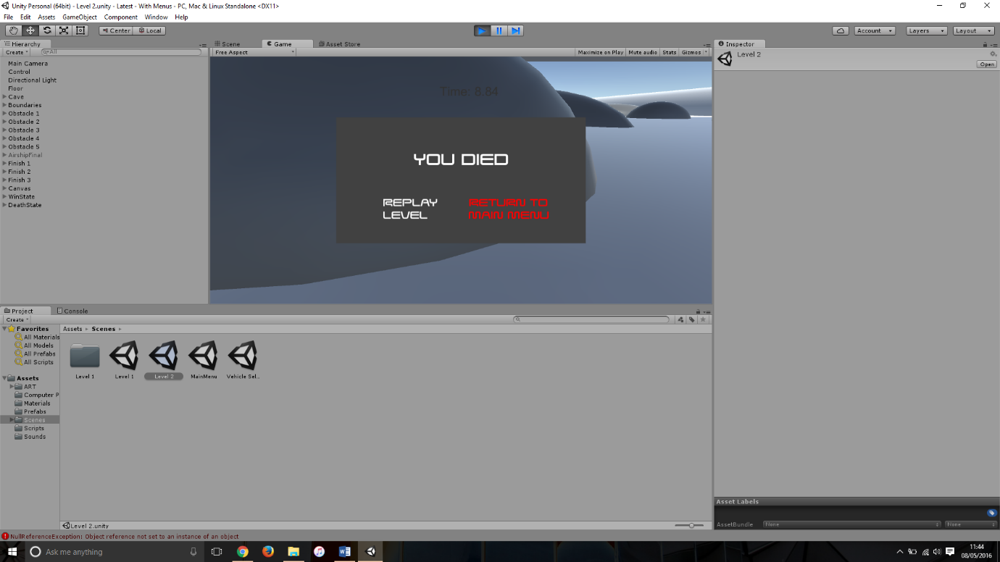 Unity Personal (64bit) - Level 2.unity - Latest - With Menus - PC, Mac & Linux Standalone <DX11>
File Edit Assets GameObject Component Window Help
Center Local
Account Layers Layout
Hierarchy
Create All
Main Camera
Control
Directional Light
Floor
Cave
Boundaries
Obstacle 1
Obstacle 2
Obstacle 3
Obstacle 4
Obstacle 5
AirshipFinal
Finish 1
Finish 2
Finish 3
Canvas
WinState
DeathState
Scene Game Asset Store
Free Aspect Maximize on Play Mute audio Stats Gizmos
Time: 8.84
YOU DIED
REPLAY
LEVEL
RETURN TO
MAIN MENU
Inspector
Level 2
Open
Project Console
Create
Favorites
All Materials
All Models
All Prefabs
All Scripts
Assets
ART
Computer P
Materials
Prefabs
Scenes
Scripts
Sounds
Assets Scenes
Level 1 Level 1 Level 2 MainMenu Vehicle Sel...
Level 2.unity
Asset Labels
AssetBundle None None
NullReferenceException: Object reference not set to an instance of an object
Ask me anything
11:44
08/05/2016